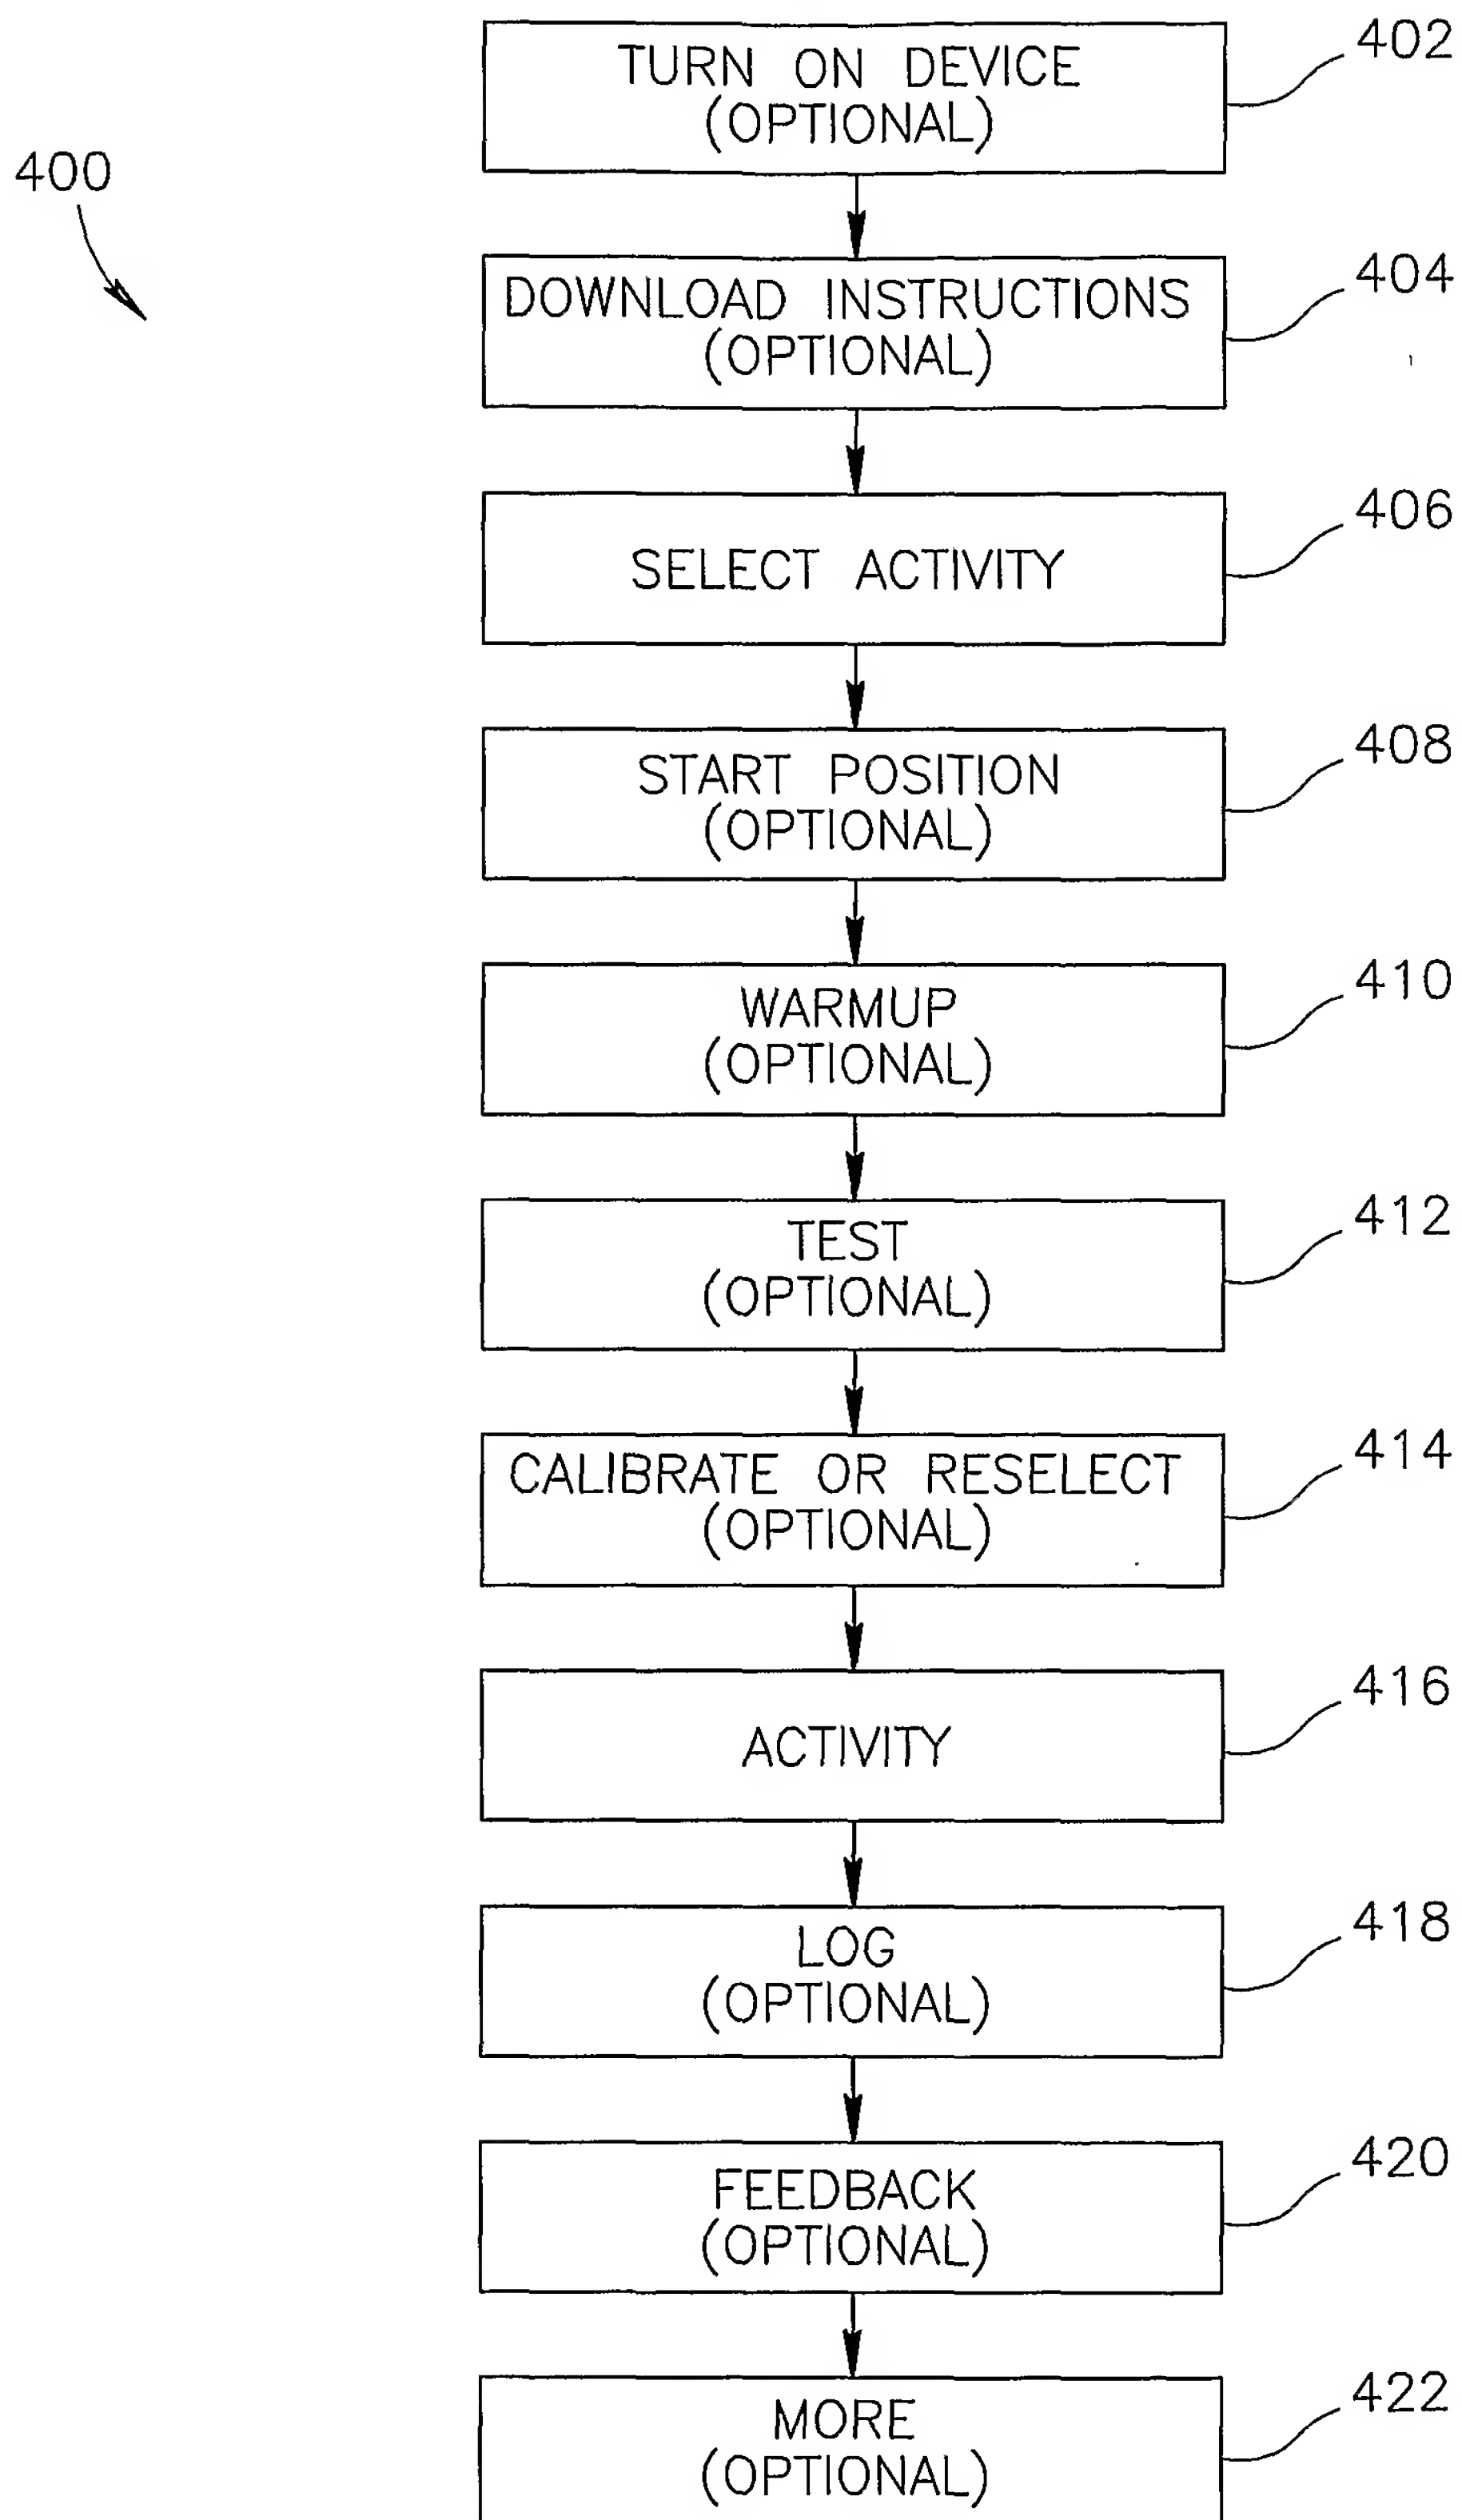 402
TURN ON DEVICE
(OPTIONAL)
400
404
DOWNLOAD INSTRUCTIONS
(OPTIONAL)
406
SELECT ACTIVITY
408
START POSITION
(OPTIONAL)
410
WARMUP
(OPTIONAL)
412
TEST
(OPTIONAL)
414
CALIBRATE OR RESELECT
(OPTIONAL)
416
ACTIVITY
418
LOG
(OPTIONAL)
420
FEEDBACK
(OPTIONAL)
422
MORE
(OPTIONAL)